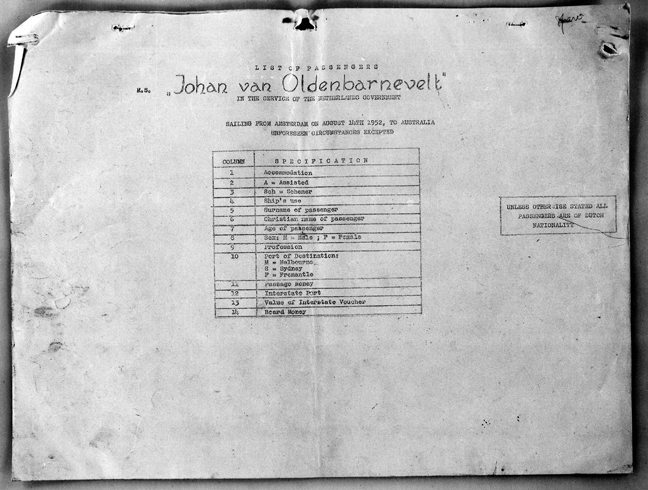 LIST OF PASSENGERS
M.S. „Johan van Oldenbarnevelt"
IN THE SERVICE OF THE NETHERLANDS GOVERNMENT
SAILING FROM AMSTERDAM ON AUGUST 14TH 1952, TO AUSTRALIA
UNFORESEEN CIRCUMSTANCES EXCEPTED
COLUMN SPECIFICATION
1 Accommodation
2 A = Assisted
3 Sch = Schemer
4 Ship's use
5 Surname of passenger
6 Christian name of passenger
7 Age of passenger
8 Sex: M = Male ; F = Female
9 Profession
10 Port of Destination:
M = Melbourne
S = Sydney
F = Fremantle
11 Passage money
12 Interstate Port
13 Value of Interstate Voucher
14 Board Money
UNLESS OTHERWISE STATED ALL
PASSENGERS ARE OF DUTCH
NATIONALITY